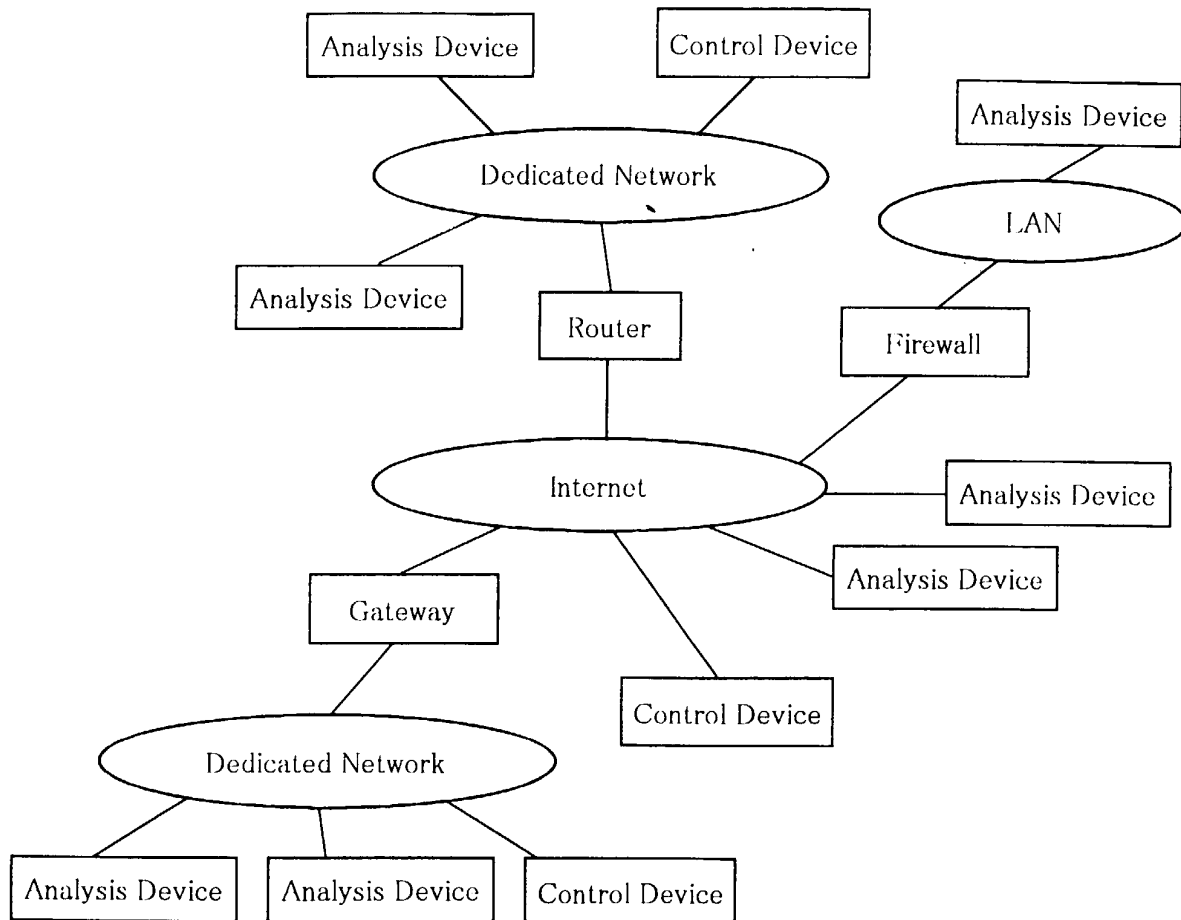 Analysis Device
Control Device
Analysis Device
Dedicated Network
LAN
Analysis Device
Router
Firewall
Internet
Analysis Device
Analysis Device
Gateway
Control Device
Dedicated Network
Analysis Device
Analysis Device
Control Device